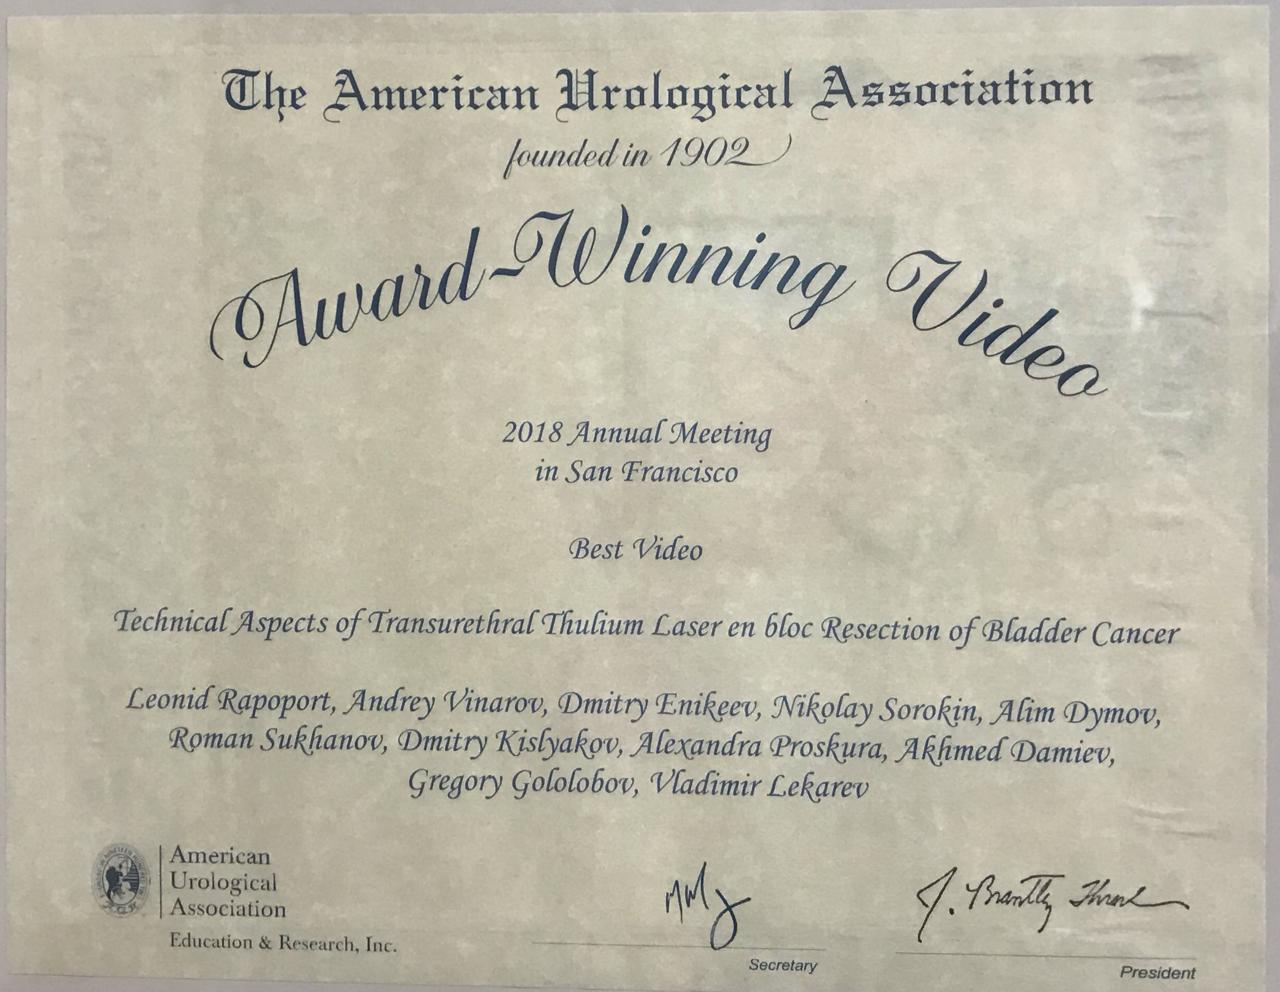 The American Urological Association
founded in 1902
Award-Winning Video
2018 Annual Meeting
in San Francisco
Best Video
Technical Aspects of Transurethral Thulium Laser en bloc Resection of Bladder Cancer
Leonid Rapoport, Andrey Vinarov, Dmitry Enikeev, Nikolay Sorokin, Alim Dymov,
Roman Sukhanov, Dmitry Kislyakov, Alexandra Proskura, Akhmed Damiev,
Gregory Gololobov, Vladimir Lekarev
American
Urological
Association
Education & Research, Inc.
J. Brantley Thrash
Secretary
President